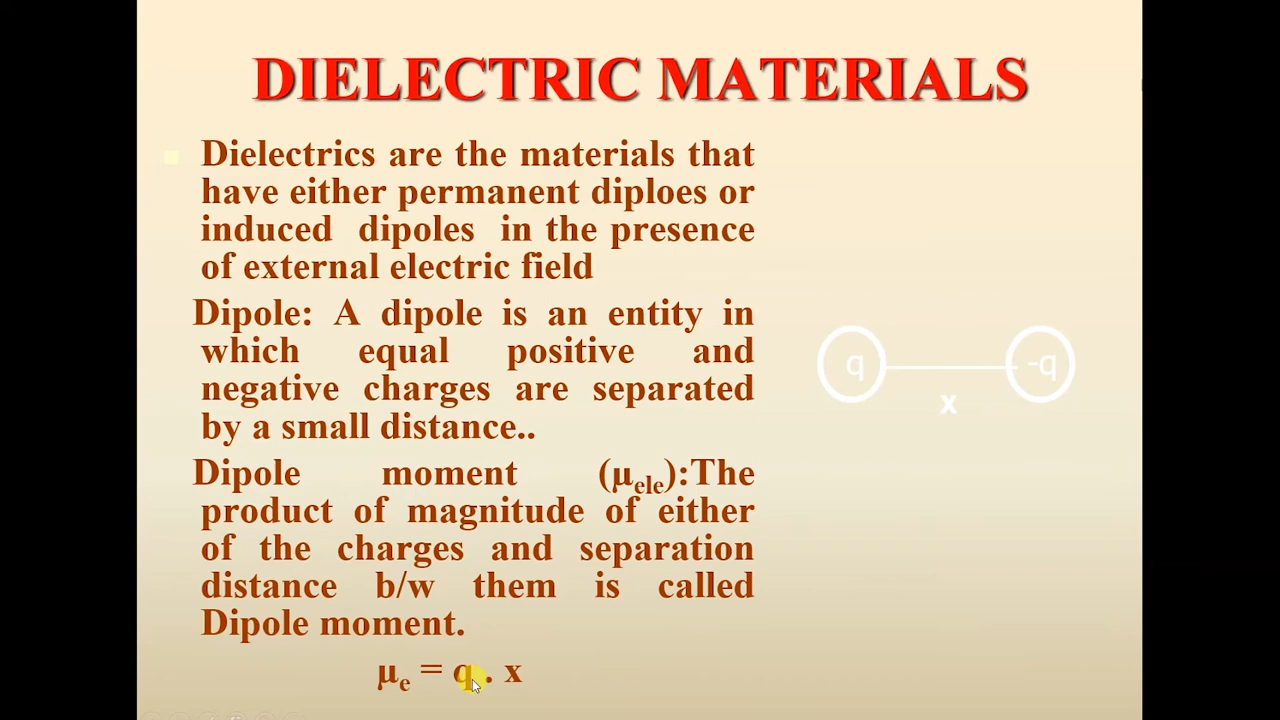 DIELECTRIC MATERIALS
Dielectrics are the materials that
have either permanent diploes or
induced dipoles in the presence
of external electric field
Dipole: A dipole is an entity in
which equal positive and
negative charges are separated
by a small distance..
q -q
x
Dipole moment (μele):The
product of magnitude of either
of the charges and separation
distance b/w them is called
Dipole moment.
μe = q . x